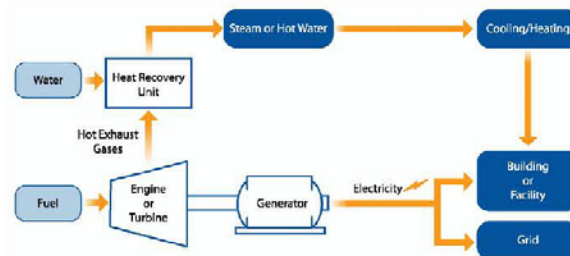 Steam or Hot Water
Cooling/Heating
Water
Heat Recovery
Unit
Hot Exhaust
Gases
Building
or
Facility
Fuel
Engine
or
Turbine
Generator
Electricity
Grid